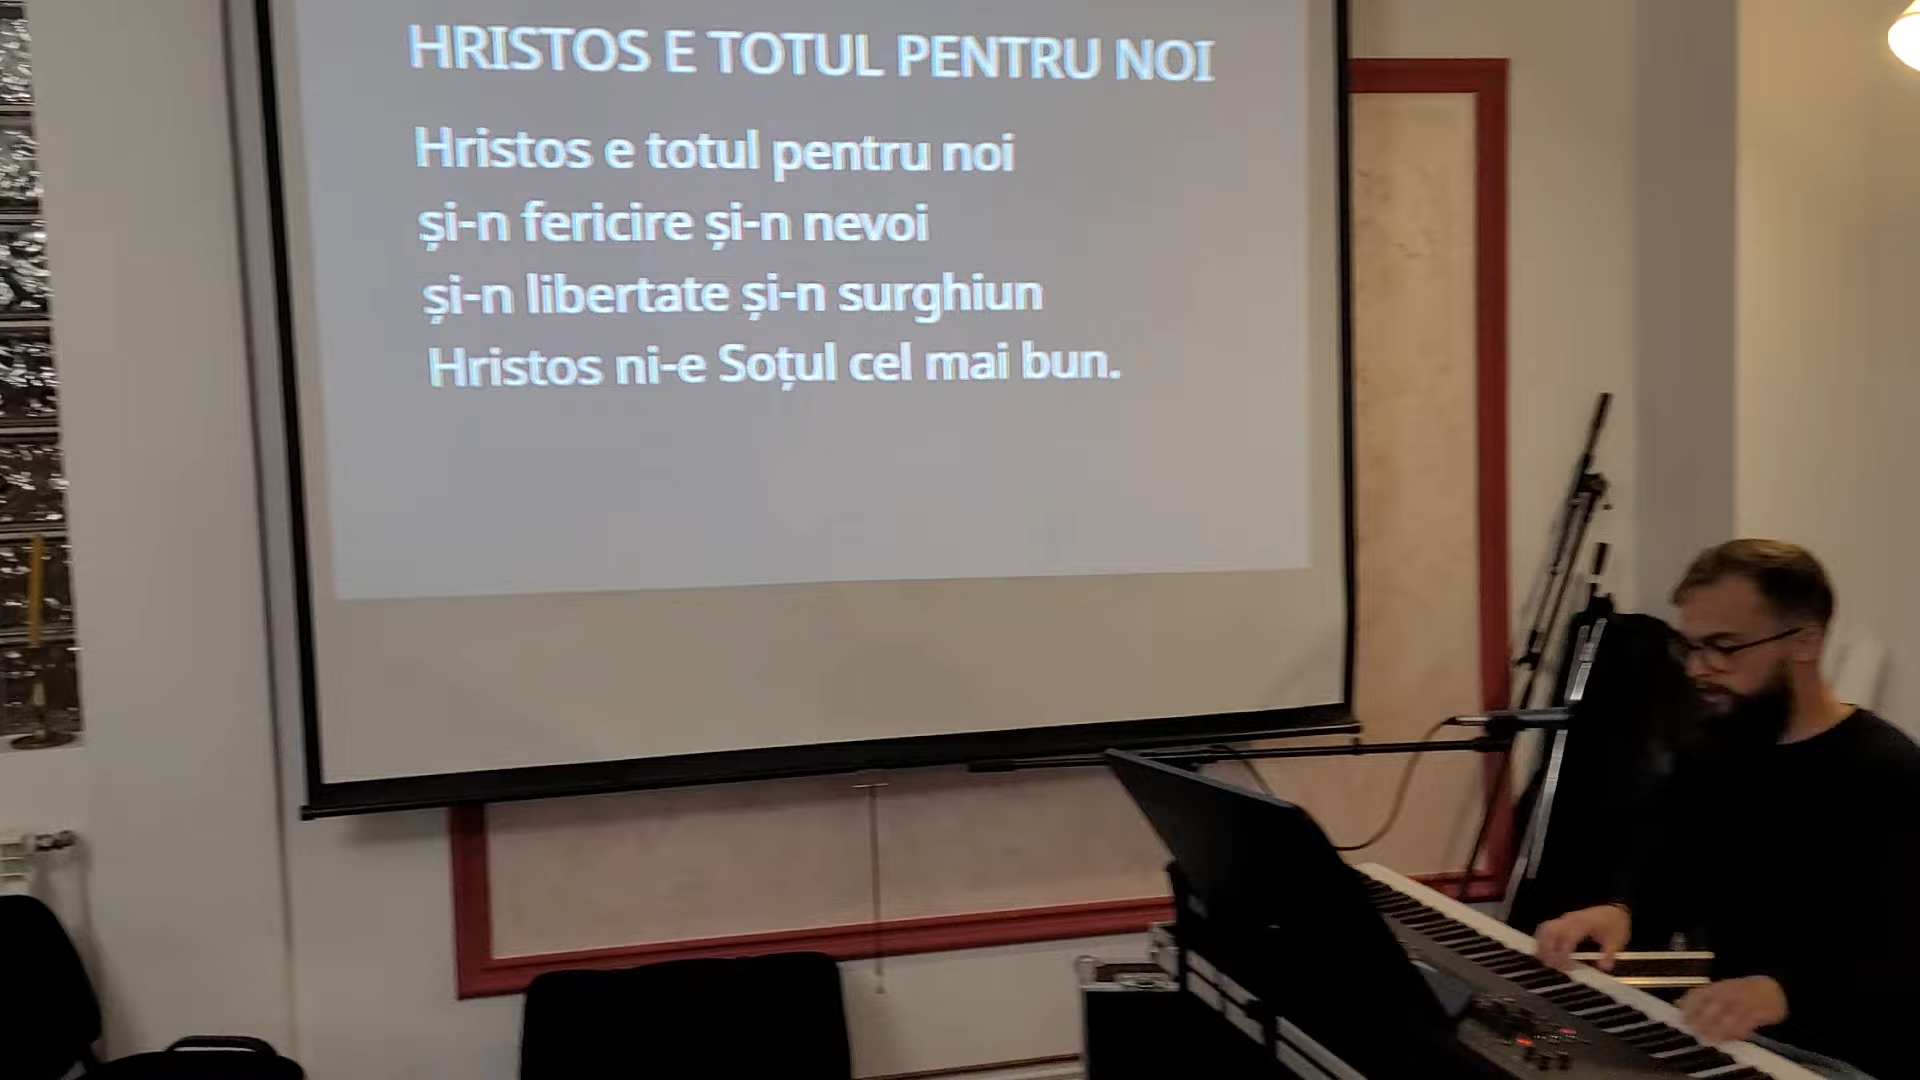 HRISTOS E TOTUL PENTRU NOI
Hristos e totul pentru noi
și-n fericire și-n nevoi
și-n libertate și-n surghiun
Hristos ni-e Soțul cel mai bun.